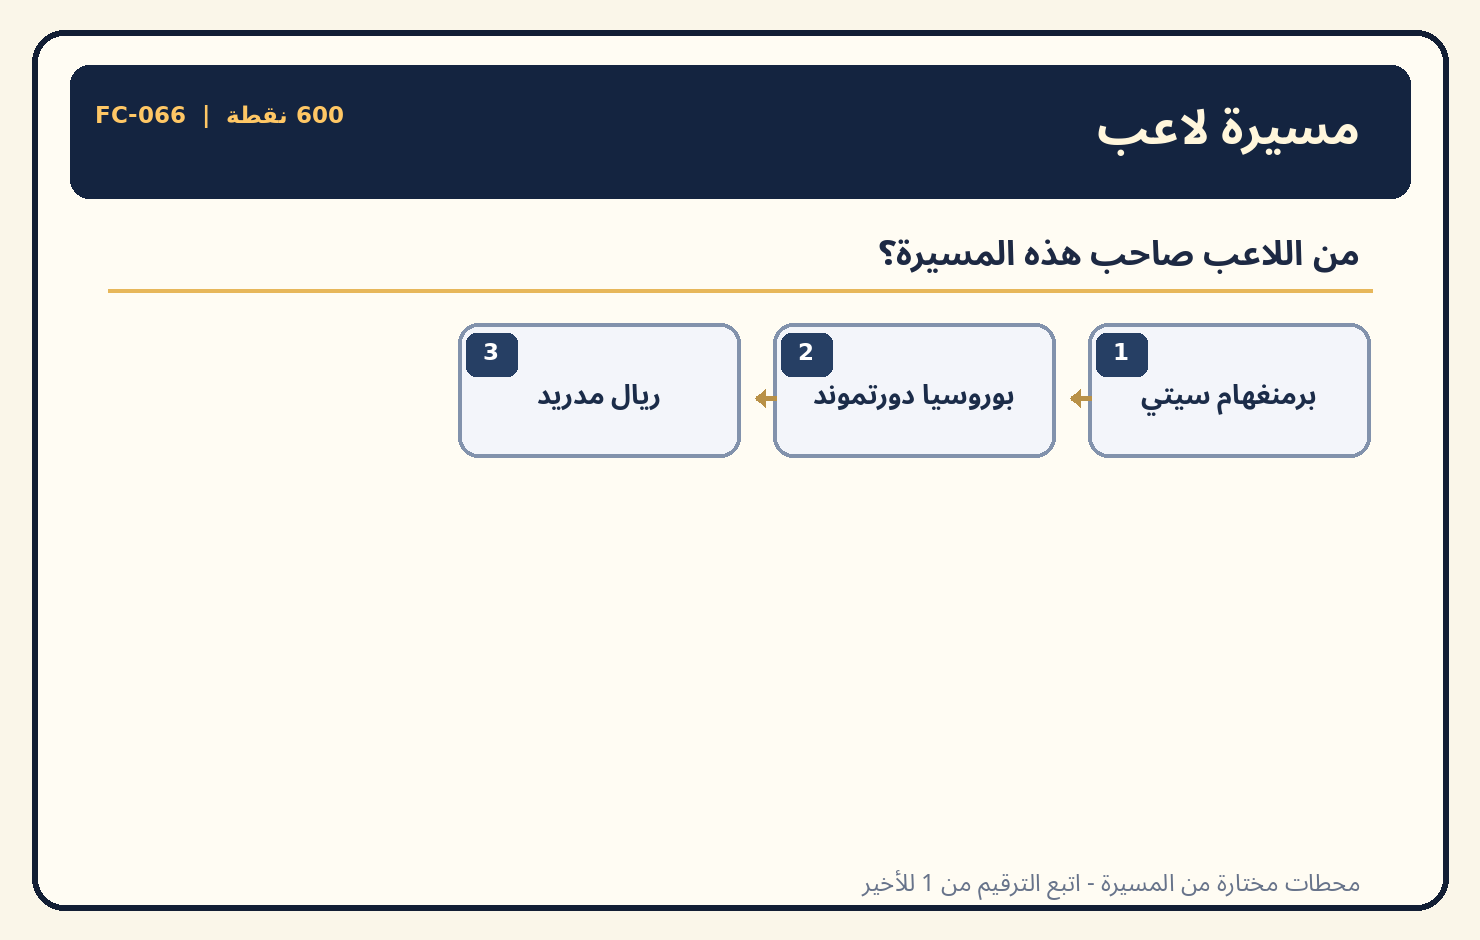 مسيرة لاعب
600 نقطة | FC-066
من اللاعب صاحب هذه المسيرة؟
1
برمنغهام سيتي
2
بوروسيا دورتموند
3
ريال مدريد
محطات مختارة من المسيرة - اتبع الترقيم من 1 للأخير